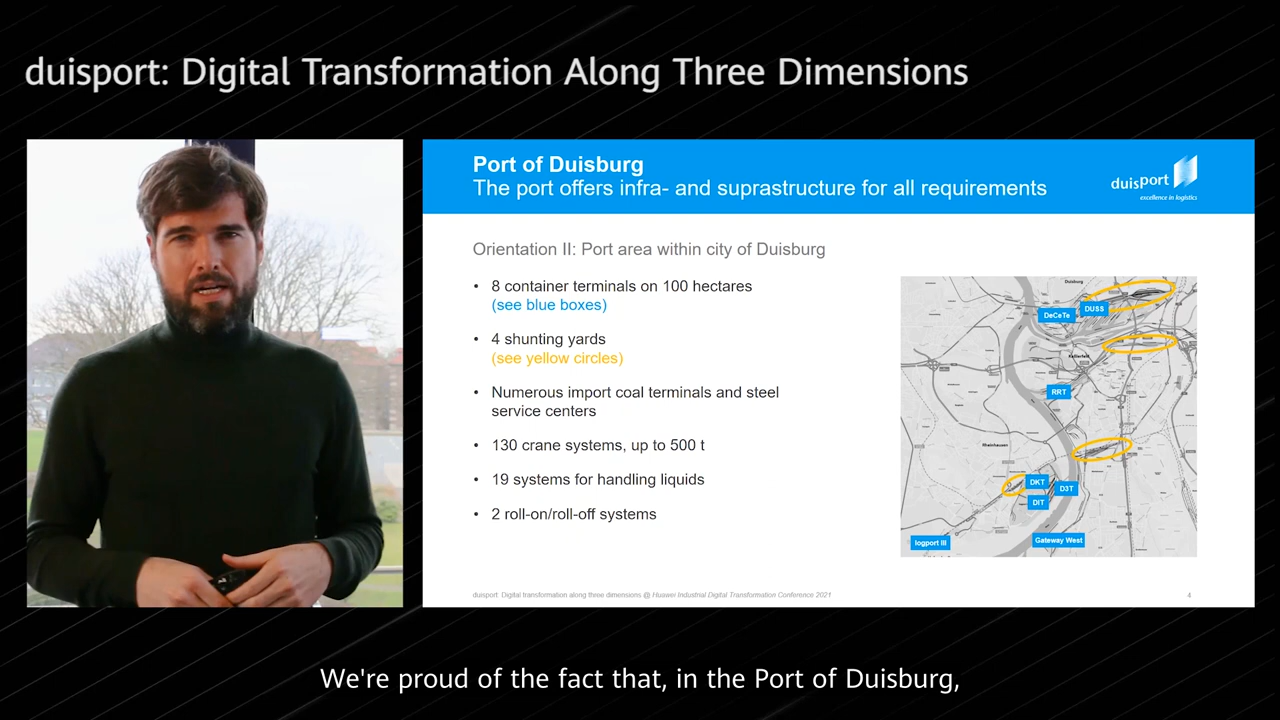 duisport: Digital Transformation Along Three Dimensions
Port of Duisburg
The port offers infra- and suprastructure for all requirements
duisport
excellence in logistics
Orientation II: Port area within city of Duisburg
• 8 container terminals on 100 hectares
(see blue boxes)
• 4 shunting yards
(see yellow circles)
• Numerous import coal terminals and steel
service centers
• 130 crane systems, up to 500 t
• 19 systems for handling liquids
• 2 roll-on/roll-off systems
Duisburg
DUSS
DeCeTe
RRT
Rheinhausen
DKT
D3T
DIT
Gateway West
logport III
duisport: Digital transformation along three dimensions @ Huawei Industrial Digital Transformation Conference 2021
4
We're proud of the fact that, in the Port of Duisburg,